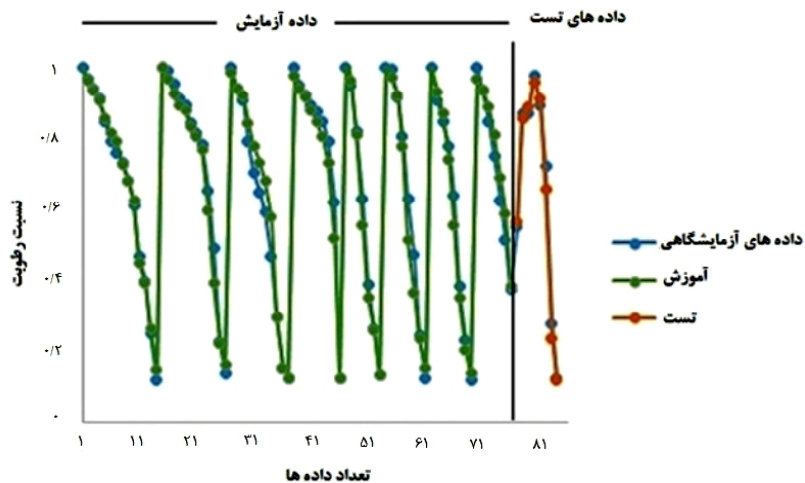 داده آزمایش
داده های تست
نسبت رطوبت
۱
۰/۸
۰/۶
۰/۴
۰/۲
۰
۱ ۱۱ ۲۱ ۳۱ ۴۱ ۵۱ ۶۱ ۷۱ ۸۱
تعداد داده ها
داده های آزمایشگاهی
آموزش
تست